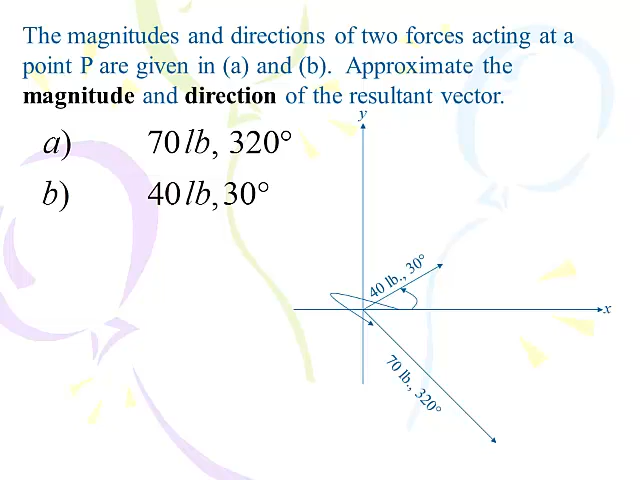 The magnitudes and directions of two forces acting at a
point P are given in (a) and (b).  Approximate the
magnitude and direction of the resultant vector.
y
a) 70 lb, 320°
b) 40 lb, 30°
40 lb., 30°
x
70 lb., 320°